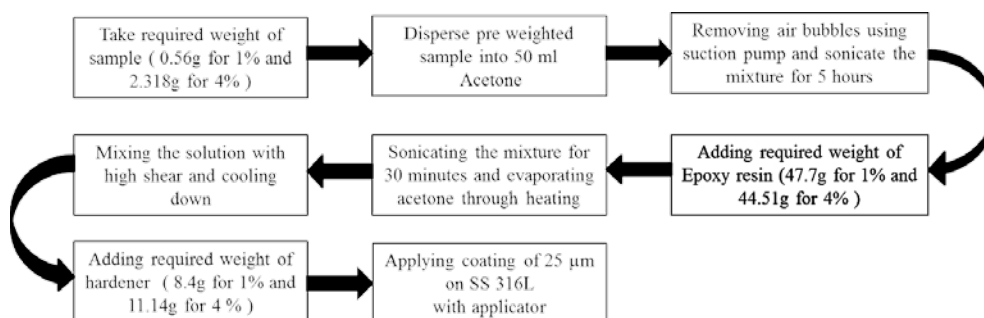 Take required weight of
sample ( 0.56g for 1% and
2.318g for 4% )
Disperse pre weighted
sample into 50 ml
Acetone
Removing air bubbles using
suction pump and sonicate the
mixture for 5 hours
Adding required weight of
Epoxy resin (47.7g for 1% and
44.51g for 4% )
Sonicating the mixture for
30 minutes and evaporating
acetone through heating
Mixing the solution with
high shear and cooling
down
Adding required weight of
hardener ( 8.4g for 1% and
11.14g for 4 % )
Applying coating of 25 μm
on SS 316L
with applicator